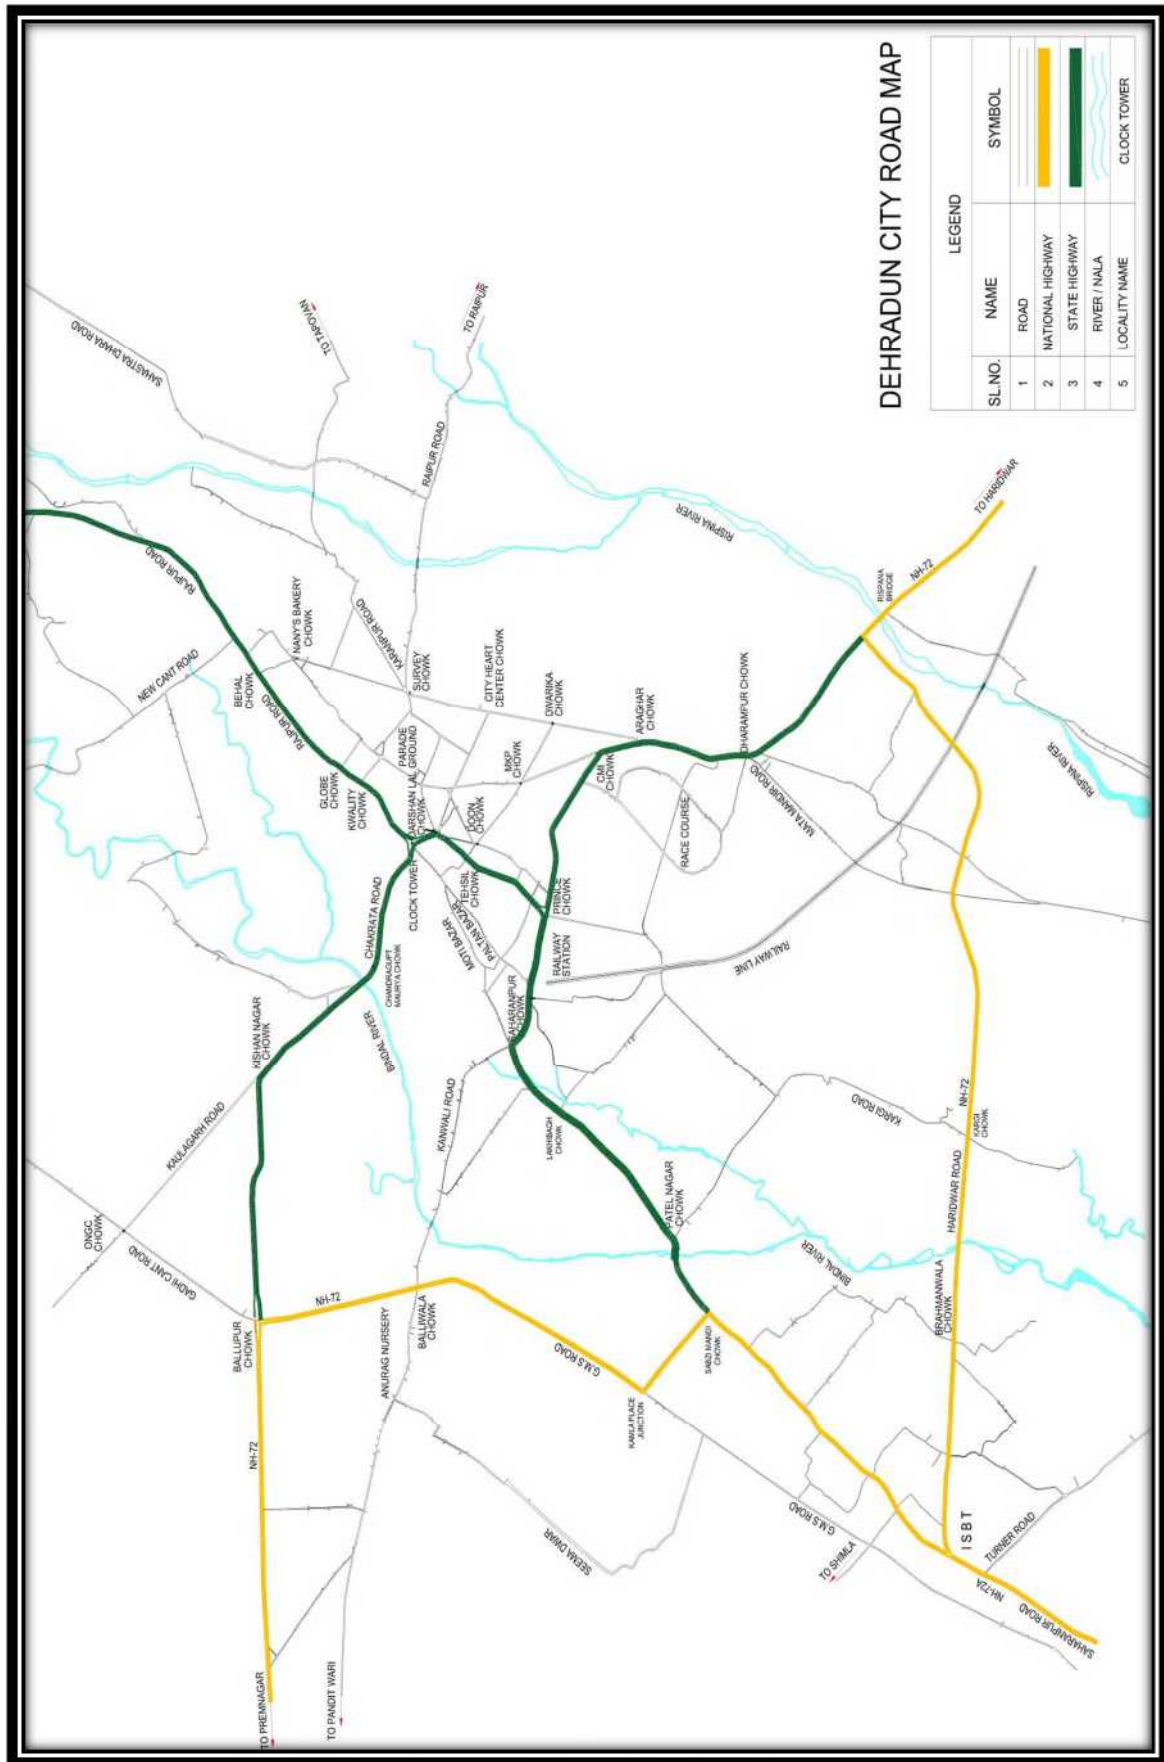 DEHRADUN CITY ROAD MAP
LEGEND
SL.NO. NAME SYMBOL
1 ROAD
2 NATIONAL HIGHWAY
3 STATE HIGHWAY
4 RIVER / NALA
5 LOCALITY NAME CLOCK TOWER
SAHASTRA DHARA ROAD
TO TAPOVAN
TO RAIPUR
RAIPUR ROAD
RISPINA RIVER
TO HARIDWAR
NH-72
RISPANA
BRIDGE
RAJPUR ROAD
NANY'S BAKERY
CHOWK
KARANPUR ROAD
SURVEY
CHOWK
CITY HEART
CENTER CHOWK
DWARIKA
CHOWK
ARAGHAR
CHOWK
DHARAMPUR CHOWK
NEW CANT ROAD
BEHAL
CHOWK
RAJPUR ROAD
GLOBE
CHOWK
KWALITY
CHOWK
PARADE
GROUND
DARSHAN LAL
CHOWK
MKP
CHOWK
DOON
CHOWK
CMI
CHOWK
RACE COURSE
MATA MANDIR ROAD
RISPINA RIVER
CHAKRATA ROAD
CLOCK TOWER
TEHSIL
CHOWK
PALTAN BAZAR
MOTI BAZAR
PRINCE
CHOWK
RAILWAY
STATION
RAILWAY LINE
CHANDRAGUPT
MAURYA CHOWK
KISHAN NAGAR
CHOWK
BINDAL RIVER
SAHARANPUR
CHOWK
KAULAGARH ROAD
KANWALI ROAD
LAKHIBAGH
CHOWK
KARGI ROAD
NH-72
KARGI
CHOWK
ONGC
CHOWK
GADHI CANT ROAD
PATEL NAGAR
CHOWK
HARIDWAR ROAD
BINDAL RIVER
BRAHMANWALA
CHOWK
BALLUPUR
CHOWK
NH-72
BALLIWALA
CHOWK
ANURAG NURSERY
G.M.S ROAD
SABZI MANDI
CHOWK
KAMLA PLACE
JUNCTION
NH-72
SEEMA DWAR
G.M.S ROAD
TO SHIMLA
I S B T
TURNER ROAD
NH-72A
SAHARANPUR ROAD
TO PREMNAGAR
TO PANDIT WARI